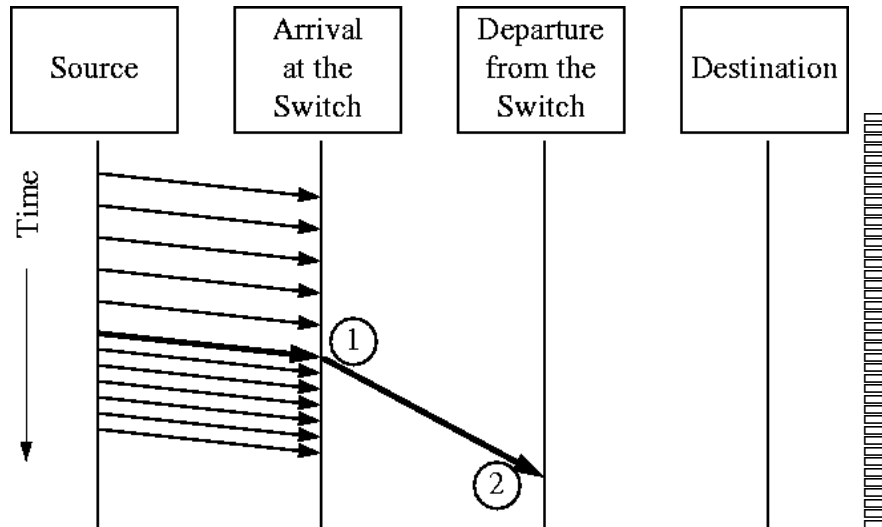 Source
Arrival
at the
Switch
Departure
from the
Switch
Destination
Time
1
2